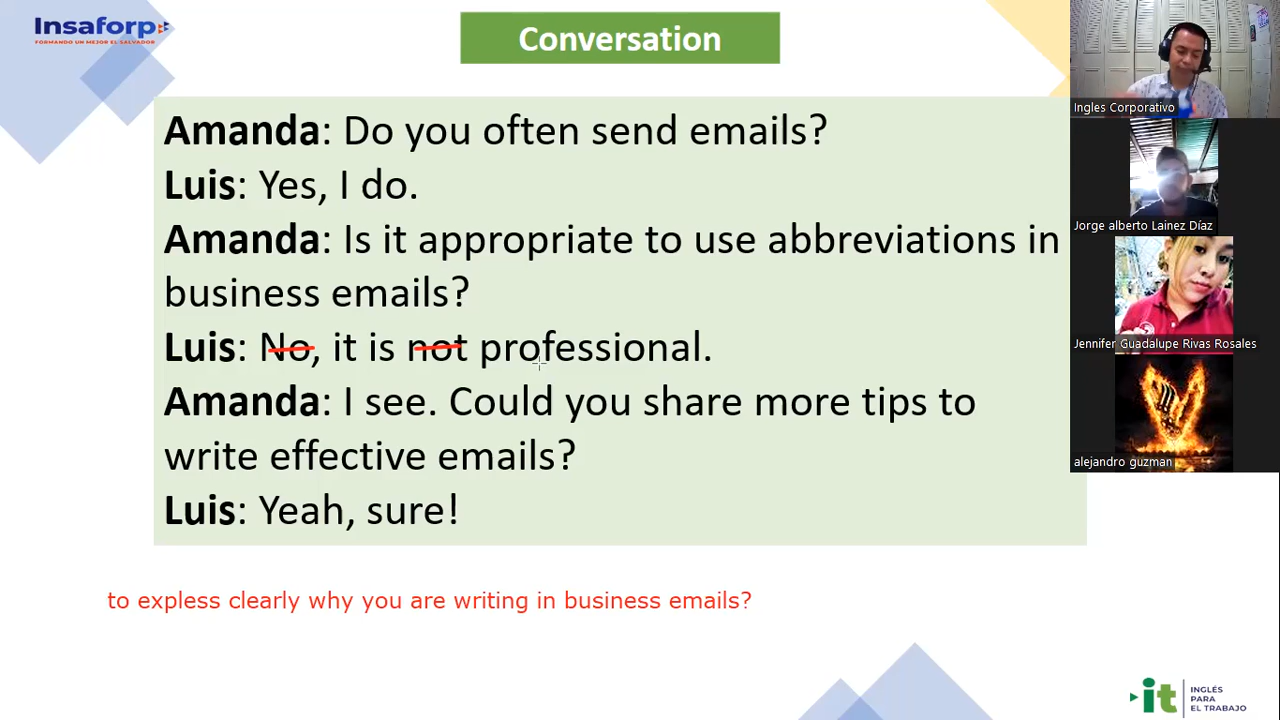 Insaforp
FORMANDO UN MEJOR EL SALVADOR
Conversation
Amanda: Do you often send emails?
Luis: Yes, I do.
Amanda: Is it appropriate to use abbreviations in
business emails?
Luis: No, it is not professional.
Amanda: I see. Could you share more tips to
write effective emails?
Luis: Yeah, sure!
to expless clearly why you are writing in business emails?
Ingles Corporativo
Jorge alberto Lainez Díaz
Jennifer Guadalupe Rivas Rosales
alejandro guzman
it
INGLÉS
PARA
EL TRABAJO